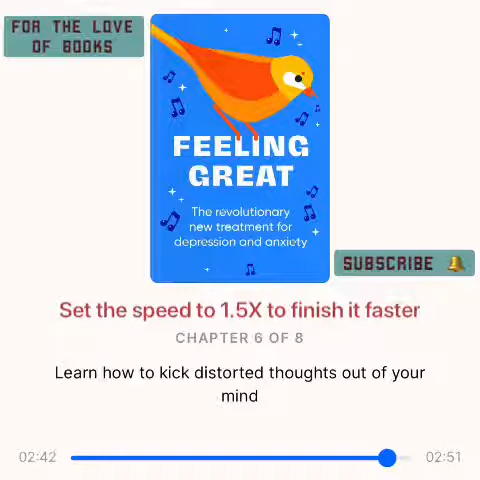 FOR THE LOVE
OF BOOKS
FEELING
GREAT
The revolutionary
new treatment for
depression and anxiety
SUBSCRIBE
Set the speed to 1.5X to finish it faster
CHAPTER 6 OF 8
Learn how to kick distorted thoughts out of your
mind
02:42
02:51